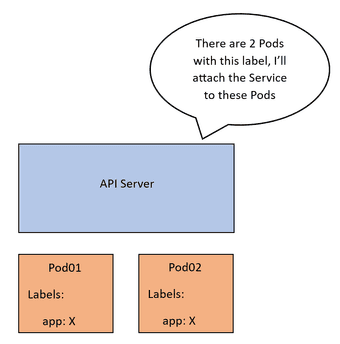 There are 2 Pods
with this label, I’ll
attach the Service
to these Pods
API Server
Pod01
Labels:
app: X
Pod02
Labels:
app: X